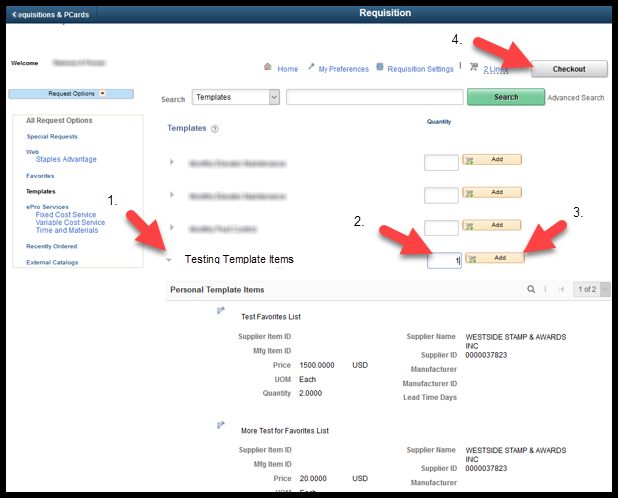 equisitions & PCards
Requisition
4.
Welcome
Home
My Preferences
Requisition Settings
2 Lines
Checkout
Request Options
Search
Templates
Search
Advanced Search
All Request Options
Special Requests
Web
Staples Advantage
Favorites
Templates
ePro Services
Fixed Cost Service
Variable Cost Service
Time and Materials
Recently Ordered
External Catalogs
Templates
Quantity
Add
Add
Add
1.
2.
3.
Testing Template Items
1
Add
Personal Template Items
1 of 2
Test Favorites List
Supplier Item ID
Mfg Item ID
Price 1500.0000 USD
UOM Each
Quantity 2.0000
Supplier Name WESTSIDE STAMP & AWARDS
INC
Supplier ID 0000037823
Manufacturer
Manufacturer ID
Lead Time Days
More Test for Favorites List
Supplier Item ID
Mfg Item ID
Price 20.0000 USD
UOM Each
Supplier Name WESTSIDE STAMP & AWARDS
INC
Supplier ID 0000037823
Manufacturer